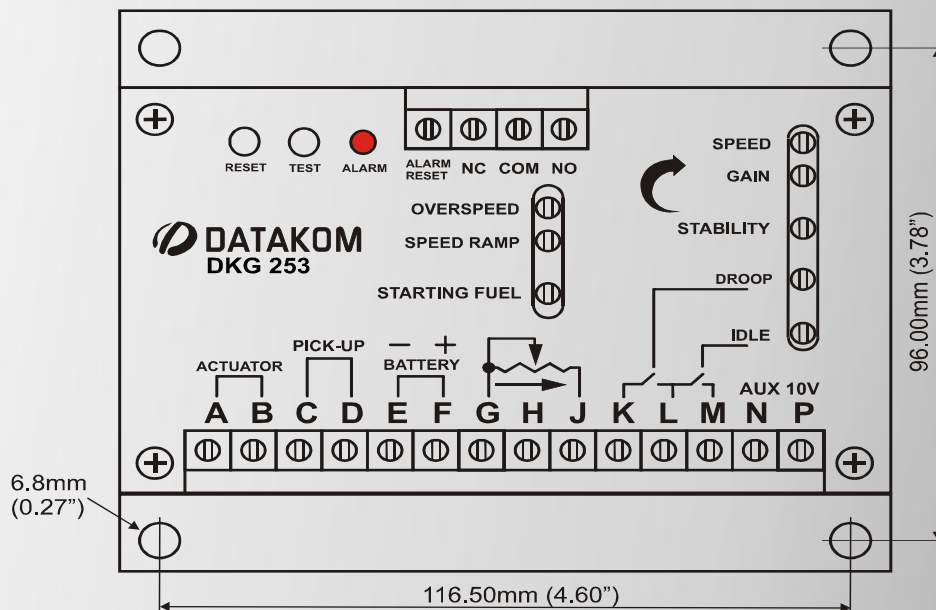 RESET TEST ALARM
ALARM RESET NC COM NO
SPEED
GAIN
OVERSPEED
SPEED RAMP
STABILITY
DATAKOM
DKG 253
STARTING FUEL
DROOP
IDLE
PICK-UP
− +
ACTUATOR
BATTERY
AUX 10V
A B C D E F G H J K L M N P
96.00mm (3.78”)
6.8mm
(0.27”)
116.50mm (4.60”)